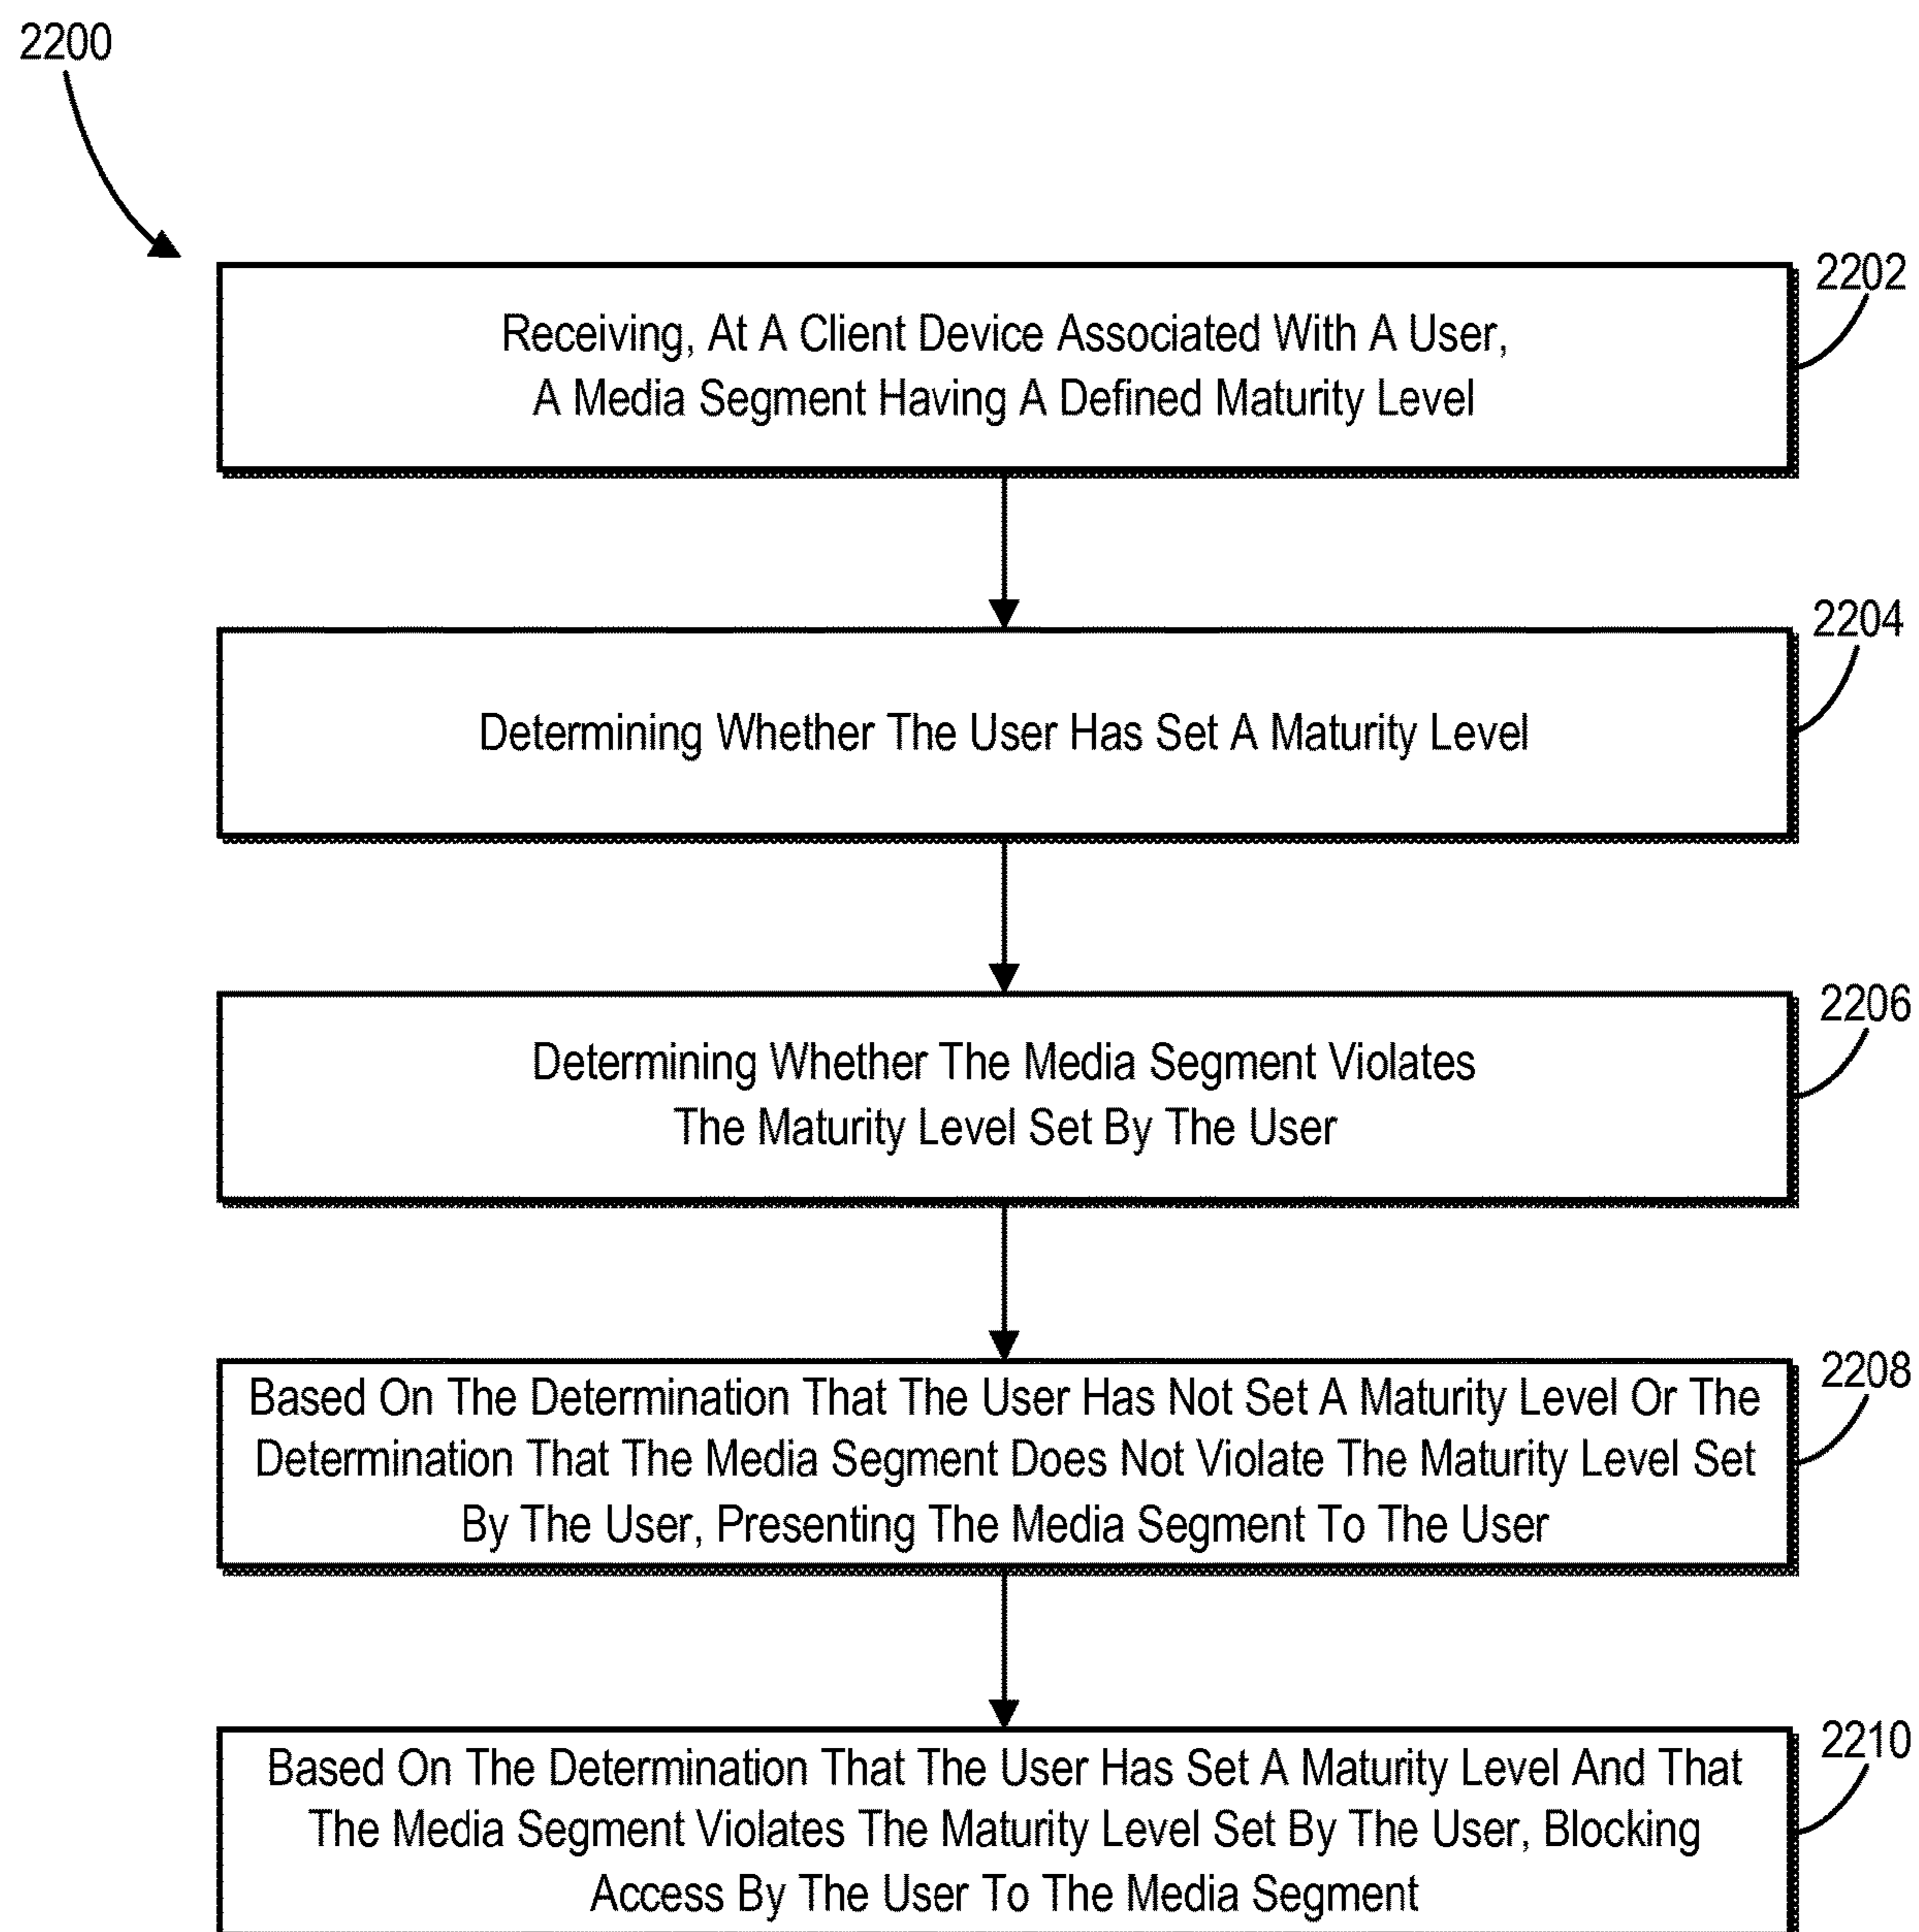 2200
2202
Receiving, At A Client Device Associated With A User,
A Media Segment Having A Defined Maturity Level
2204
Determining Whether The User Has Set A Maturity Level
2206
Determining Whether The Media Segment Violates
The Maturity Level Set By The User
2208
Based On The Determination That The User Has Not Set A Maturity Level Or The
Determination That The Media Segment Does Not Violate The Maturity Level Set
By The User, Presenting The Media Segment To The User
2210
Based On The Determination That The User Has Set A Maturity Level And That
The Media Segment Violates The Maturity Level Set By The User, Blocking
Access By The User To The Media Segment